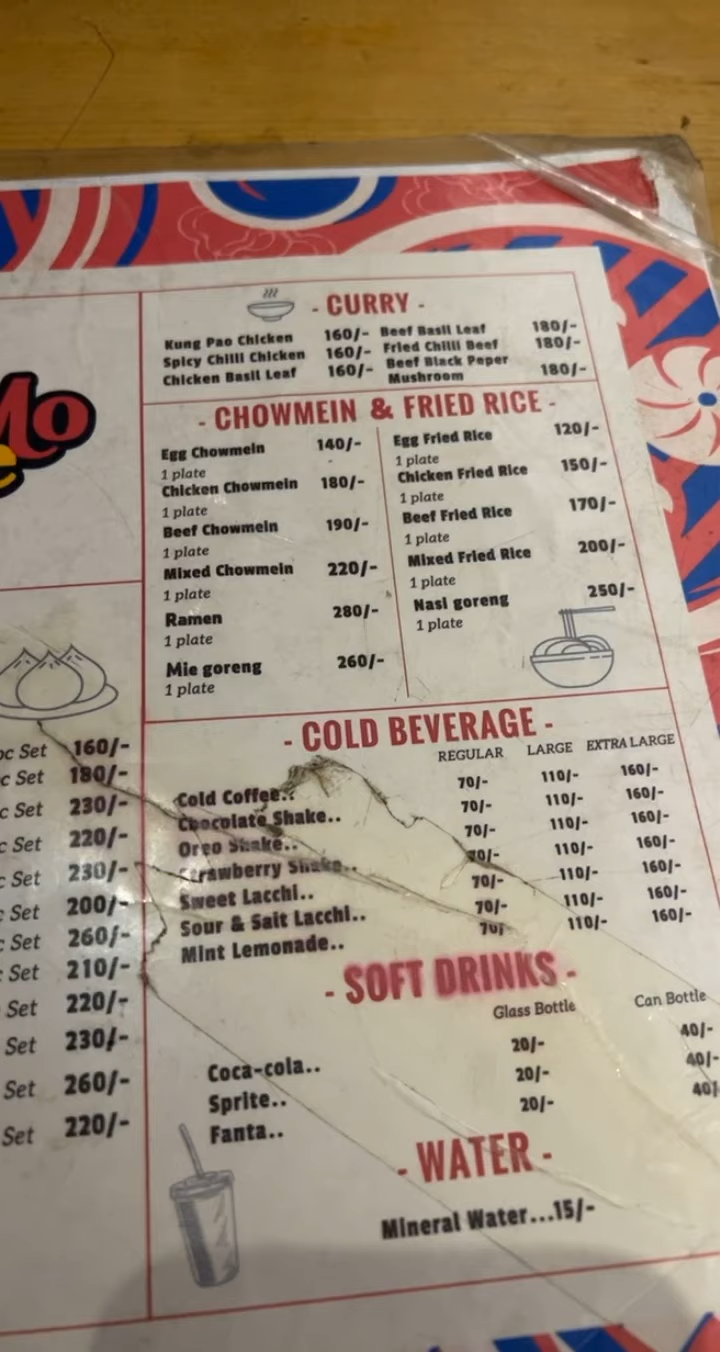 Mo
e
- CURRY -
Kung Pao Chicken 160/- Beef Basil Leaf 180/-
Spicy Chilli Chicken 160/- Fried Chilli Beef 180/-
Chicken Basil Leaf 160/- Beef Black Peper
Mushroom 180/-
- CHOWMEIN & FRIED RICE -
Egg Chowmein 140/-
1 plate
Chicken Chowmein 180/-
1 plate
Beef Chowmein 190/-
1 plate
Mixed Chowmein 220/-
1 plate
Ramen 280/-
1 plate
Mie goreng 260/-
1 plate
Egg Fried Rice 120/-
1 plate
Chicken Fried Rice 150/-
1 plate
Beef Fried Rice 170/-
1 plate
Mixed Fried Rice 200/-
1 plate
Nasi goreng 250/-
1 plate
oc Set 160/-
c Set 180/-
c Set 230/-
c Set 220/-
c Set 230/-
c Set 200/-
c Set 260/-
Set 210/-
Set 220/-
Set 230/-
Set 260/-
Set 220/-
- COLD BEVERAGE -
REGULAR LARGE EXTRA LARGE
Cold Coffee.. 70/- 110/- 160/-
Chocolate Shake.. 70/- 110/- 160/-
Oreo Shake.. 70/- 110/- 160/-
Strawberry Shake.. 70/- 110/- 160/-
Sweet Lacchi.. 70/- 110/- 160/-
Sour & Salt Lacchi.. 70/- 110/- 160/-
Mint Lemonade.. 70/ 110/- 160/-
- SOFT DRINKS -
Glass Bottle Can Bottle
Coca-cola.. 20/- 40/-
Sprite.. 20/- 40/-
Fanta.. 20/- 40/
- WATER -
Mineral Water...15/-